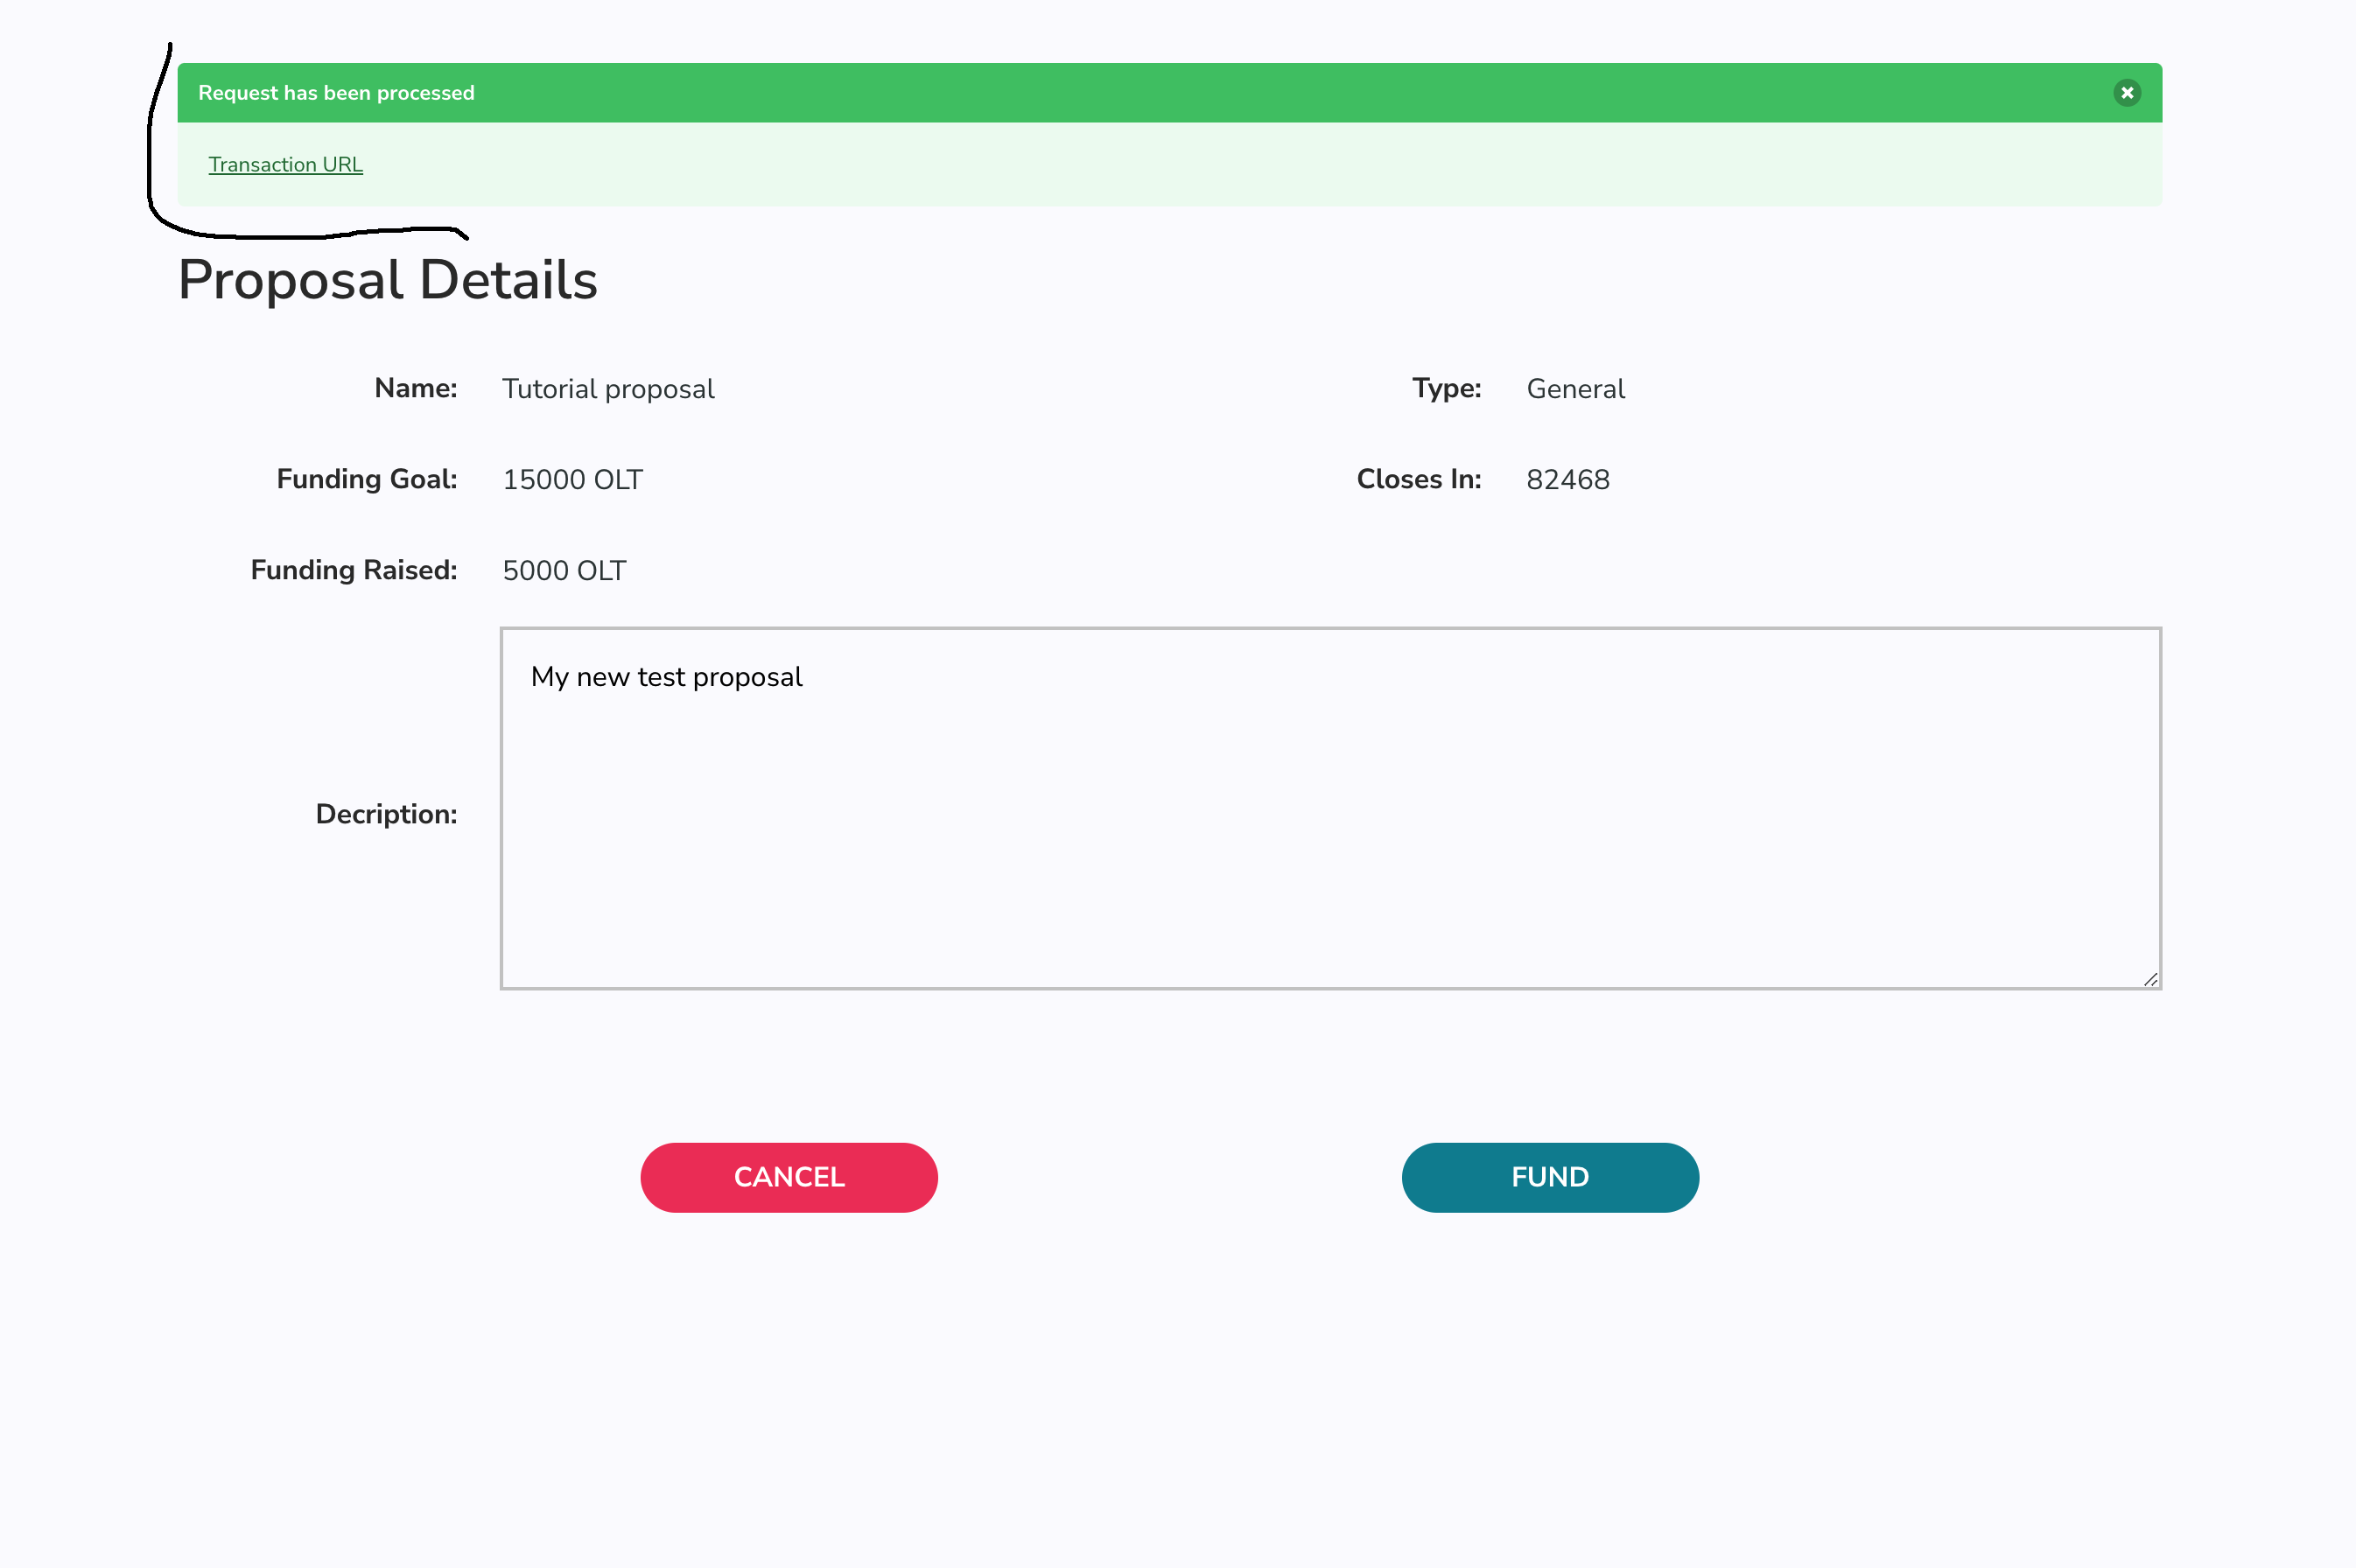 Request has been processed
Transaction URL
Proposal Details
Name: Tutorial proposal Type: General
Funding Goal: 15000 OLT Closes In: 82468
Funding Raised: 5000 OLT
My new test proposal
Decription:
CANCEL FUND